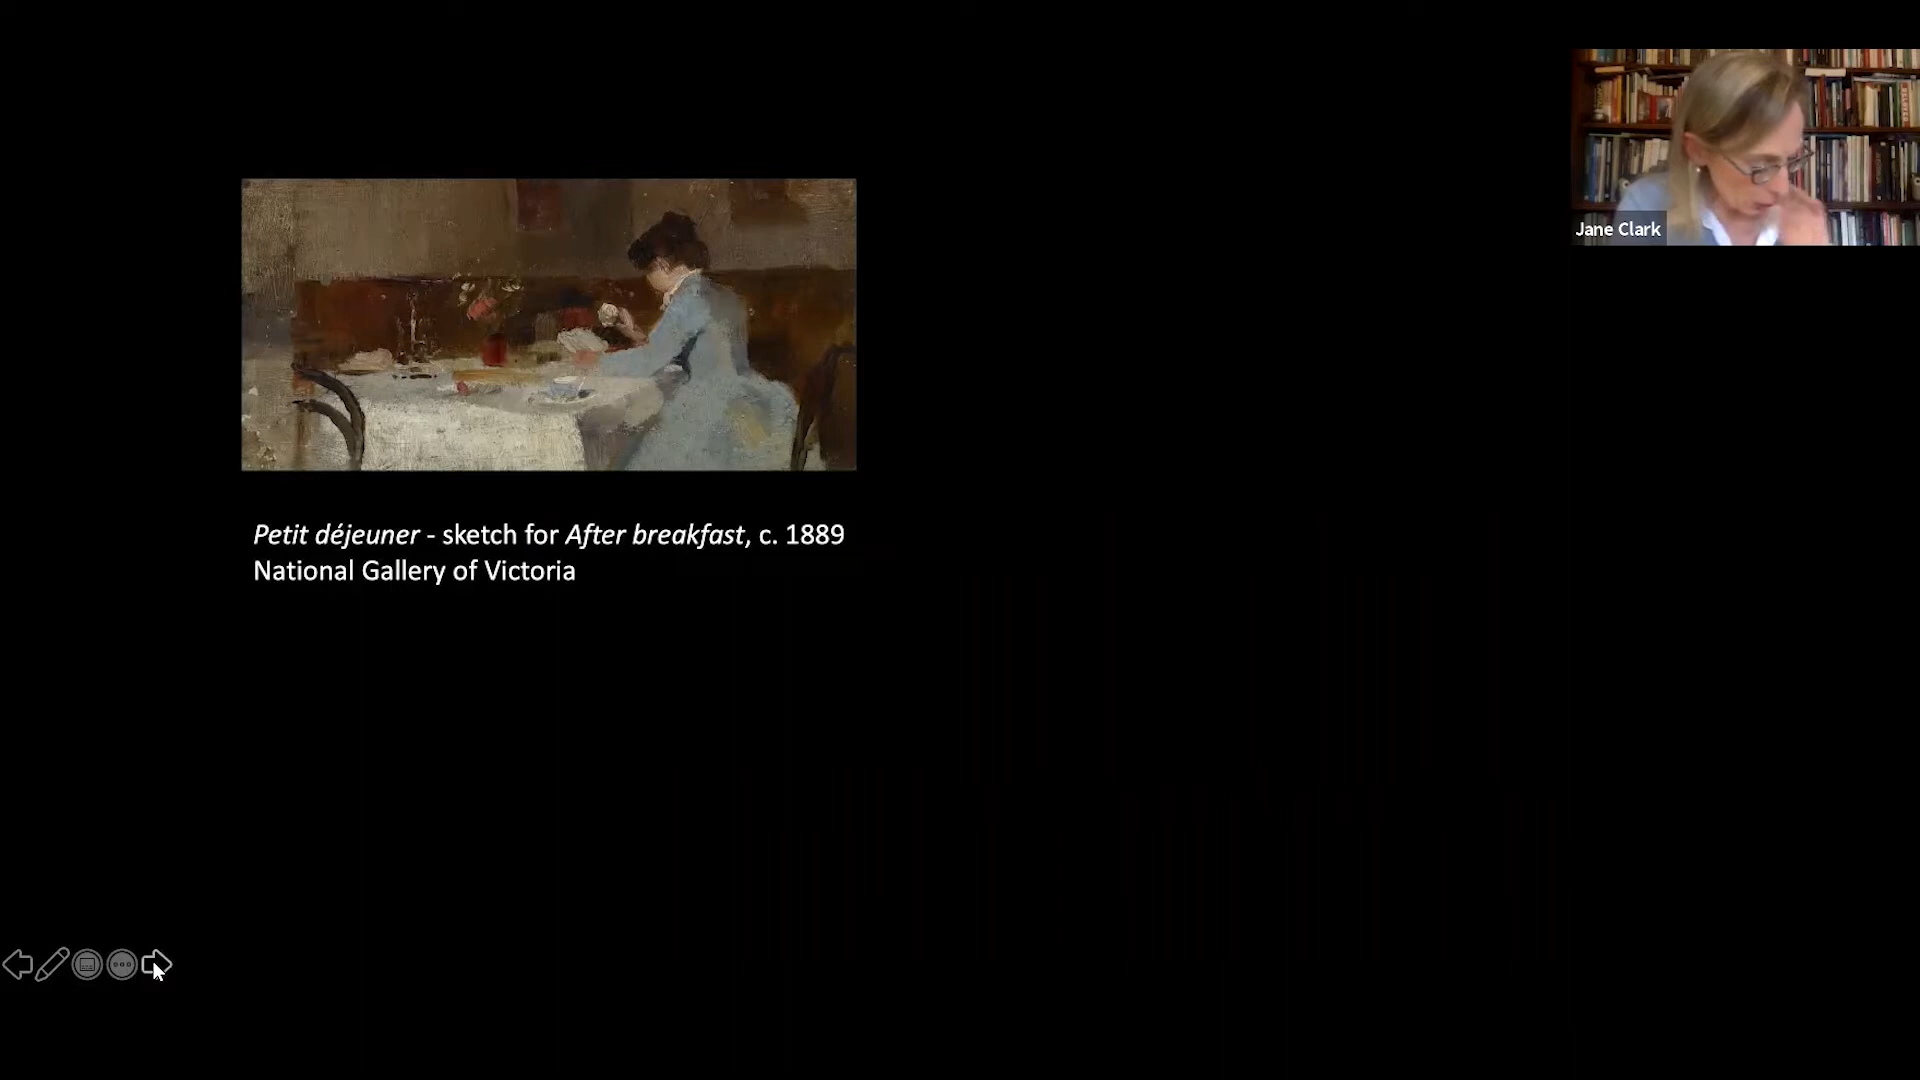 Jane Clark
Petit déjeuner - sketch for After breakfast, c. 1889
National Gallery of Victoria